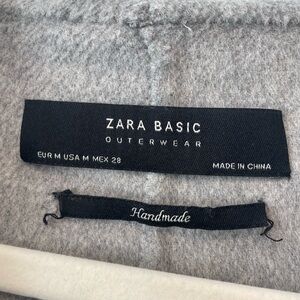 ZARA BASIC
OUTERWEAR
EUR M USA M MEX 28
MADE IN CHINA
Handmade